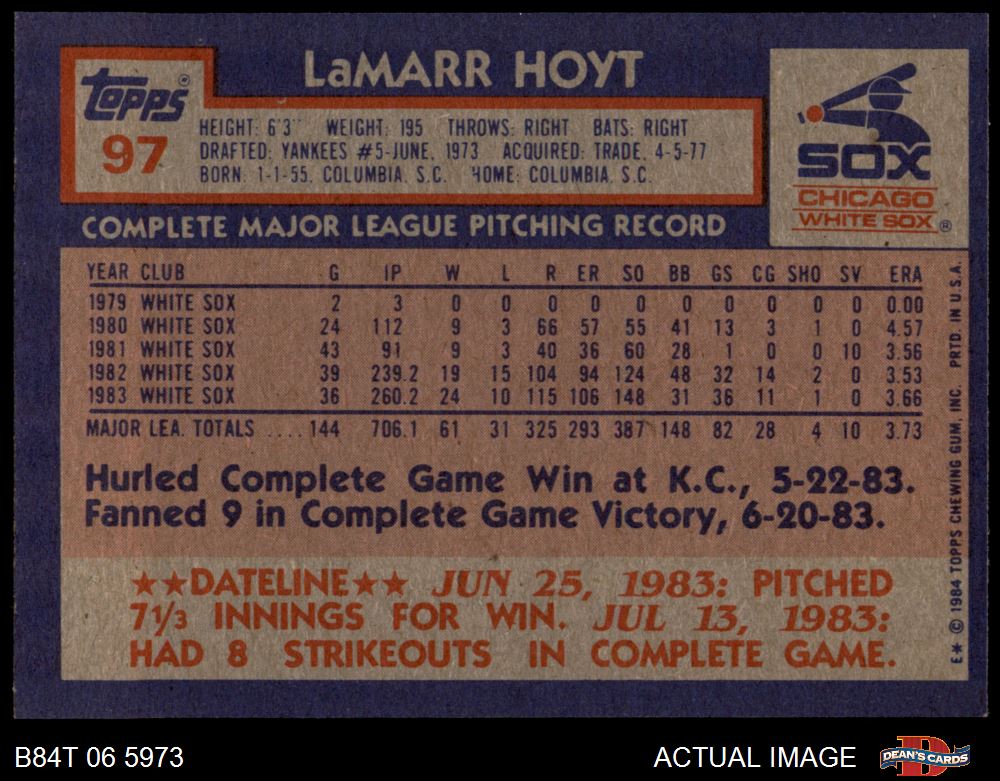 LaMARR HOYT
TOPPS ®
97
HEIGHT: 6'3" WEIGHT: 195 THROWS: RIGHT BATS: RIGHT
DRAFTED: YANKEES #5-JUNE, 1973 ACQUIRED: TRADE, 4-5-77
BORN: 1-1-55, COLUMBIA, S.C. HOME: COLUMBIA, S.C.
SOX
CHICAGO
WHITE SOX ®
COMPLETE MAJOR LEAGUE PITCHING RECORD
YEAR CLUB G IP W L R ER SO BB GS CG SHO SV ERA
1979 WHITE SOX 2 3 0 0 0 0 0 0 0 0 0 0 0.00
1980 WHITE SOX 24 112 9 3 66 57 55 41 13 3 1 0 4.57
1981 WHITE SOX 43 91 9 3 40 36 60 28 1 0 0 10 3.56
1982 WHITE SOX 39 239.2 19 15 104 94 124 48 32 14 2 0 3.53
1983 WHITE SOX 36 260.2 24 10 115 106 148 31 36 11 1 0 3.66
MAJOR LEA. TOTALS .... 144 706.1 61 31 325 293 387 148 82 28 4 10 3.73
Hurled Complete Game Win at K.C., 5-22-83.
Fanned 9 in Complete Game Victory, 6-20-83.
★★DATELINE★★ JUN 25, 1983: PITCHED
7 1/3 INNINGS FOR WIN. JUL 13, 1983:
HAD 8 STRIKEOUTS IN COMPLETE GAME.
E* © 1984 TOPPS CHEWING GUM, INC. PRTD. IN U.S.A.
B84T 06 5973
ACTUAL IMAGE
DEAN'S CARDS